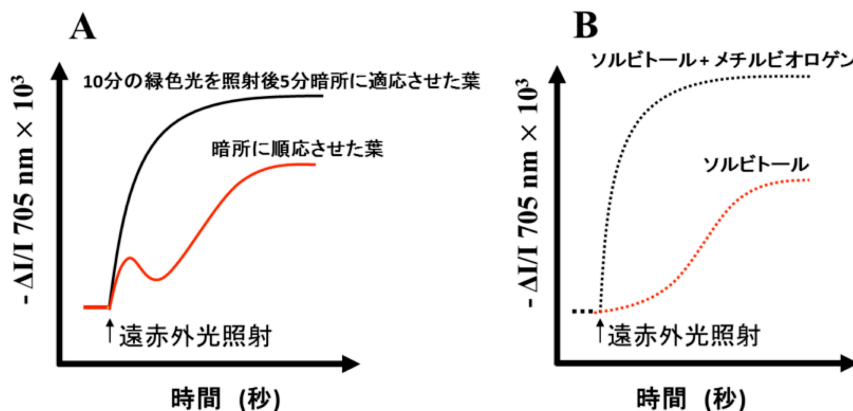 A
10分の緑色光を照射後5分暗所に適応させた葉
暗所に順応させた葉
- ΔI/I 705 nm × 10³
↑遠赤外光照射
時間 (秒)
B
ソルビトール + メチルビオロゲン
ソルビトール
- ΔI/I 705 nm × 10³
↑遠赤外光照射
時間 (秒)